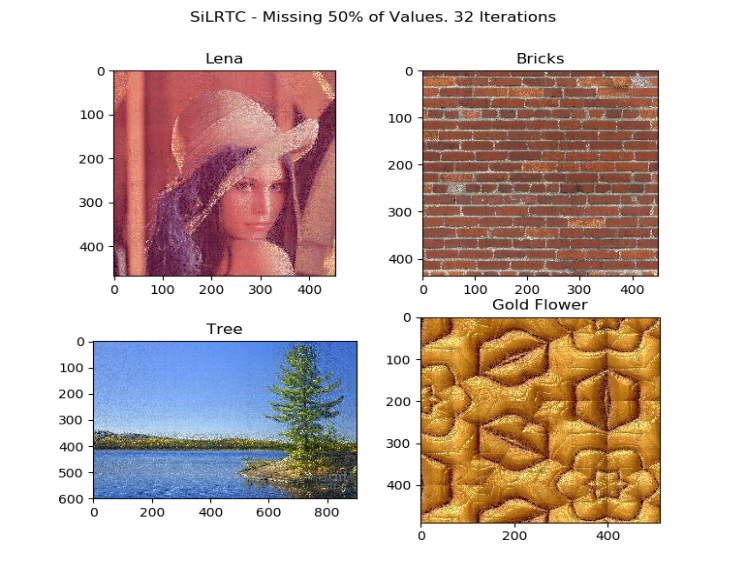 SiLRTC - Missing 50% of Values. 32 Iterations
Lena
0
100
200
300
400
0 100 200 300 400
Bricks
0
100
200
300
400
0 100 200 300 400
Tree
0
100
200
300
400
500
600
0 200 400 600 800
Gold Flower
0
100
200
300
400
0 200 400